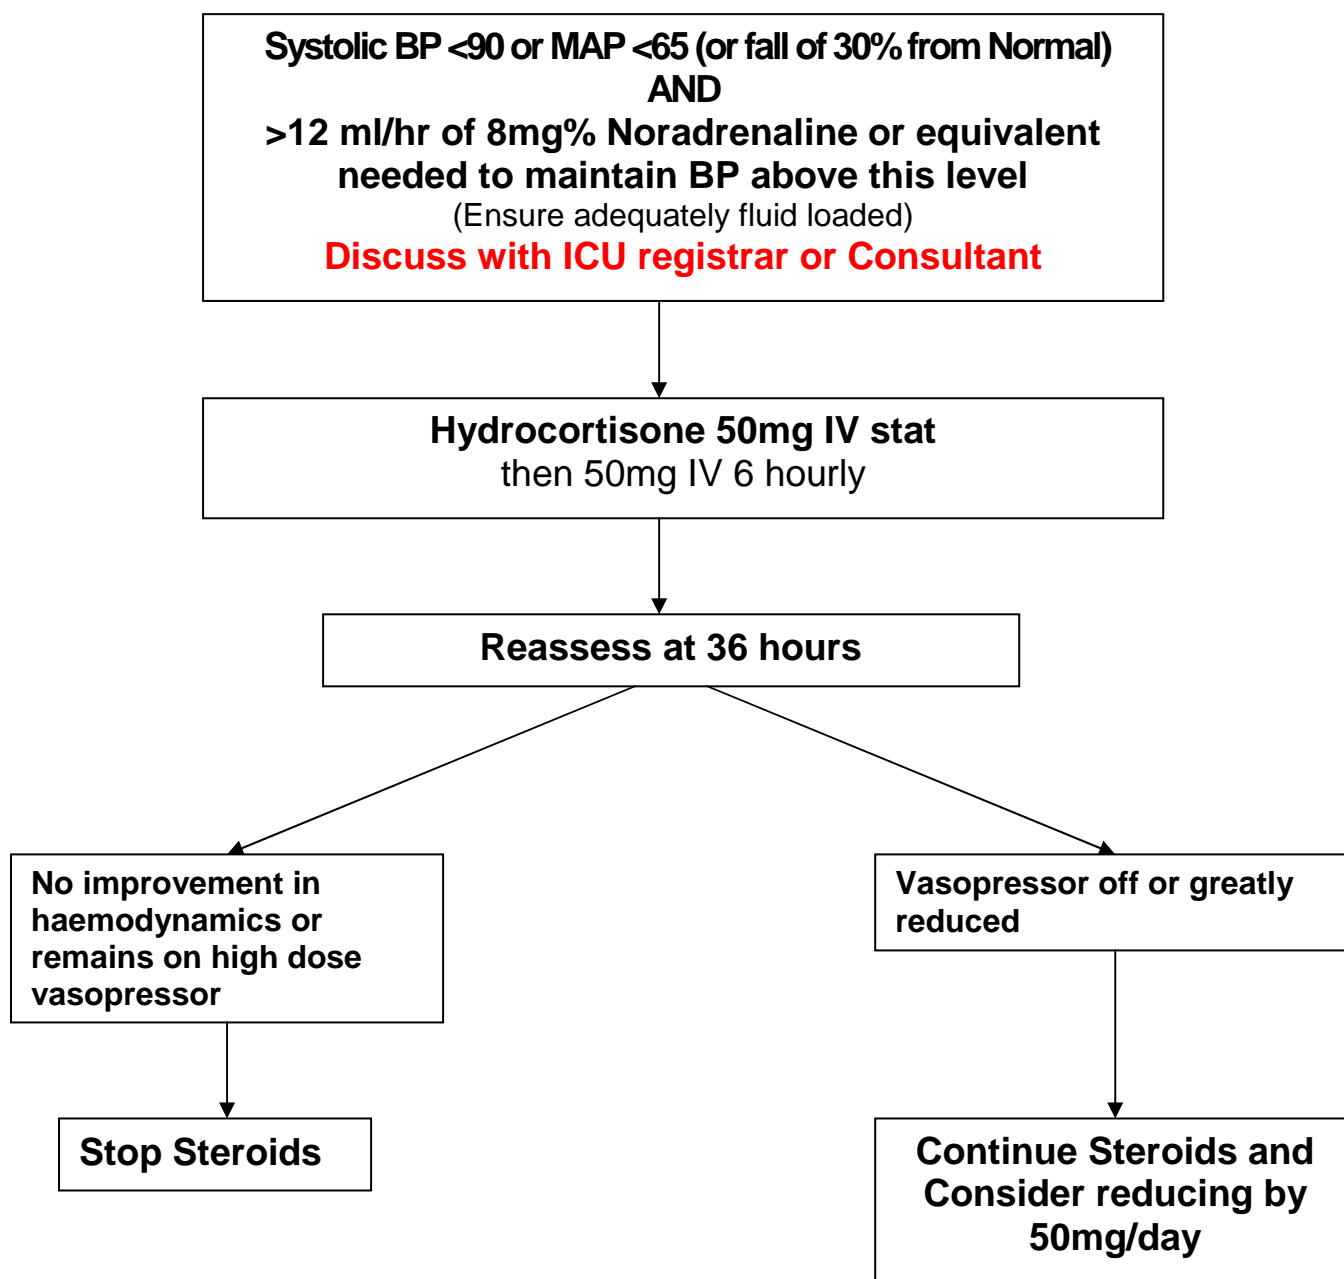 Systolic BP <90 or MAP <65 (or fall of 30% from Normal)
AND
>12 ml/hr of 8mg% Noradrenaline or equivalent
needed to maintain BP above this level
(Ensure adequately fluid loaded)
Discuss with ICU registrar or Consultant
Hydrocortisone 50mg IV stat
then 50mg IV 6 hourly
Reassess at 36 hours
No improvement in
haemodynamics or
remains on high dose
vasopressor
Vasopressor off or greatly
reduced
Stop Steroids
Continue Steroids and
Consider reducing by
50mg/day